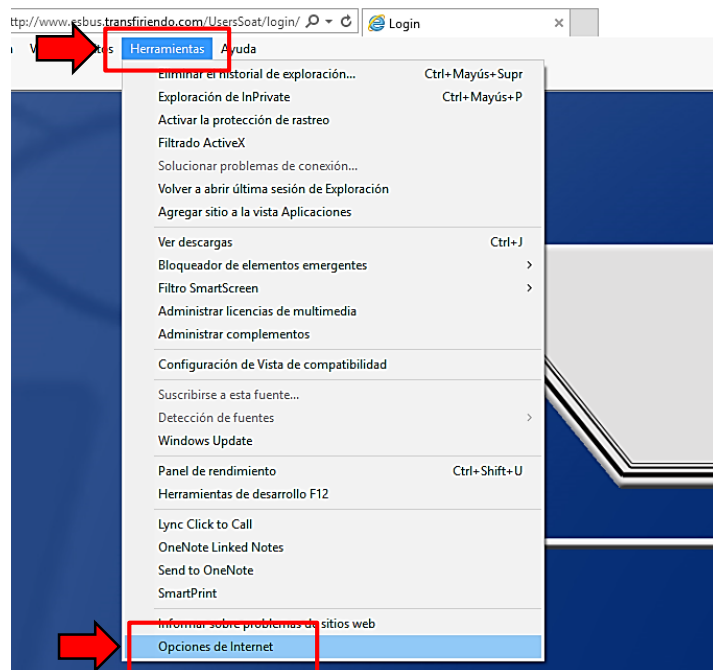 ttp://www.esbus.transfiriendo.com/UsersSoat/login/
Login
Herramientas Ayuda
Eliminar el historial de exploración... Ctrl+Mayús+Supr
Exploración de InPrivate Ctrl+Mayús+P
Activar la protección de rastreo
Filtrado ActiveX
Solucionar problemas de conexión...
Volver a abrir última sesión de Exploración
Agregar sitio a la vista Aplicaciones
Ver descargas Ctrl+J
Bloqueador de elementos emergentes
Filtro SmartScreen
Administrar licencias de multimedia
Administrar complementos
Configuración de Vista de compatibilidad
Suscribirse a esta fuente...
Detección de fuentes
Windows Update
Panel de rendimiento Ctrl+Shift+U
Herramientas de desarrollo F12
Lync Click to Call
OneNote Linked Notes
Send to OneNote
SmartPrint
Informar sobre problemas de sitios web
Opciones de Internet